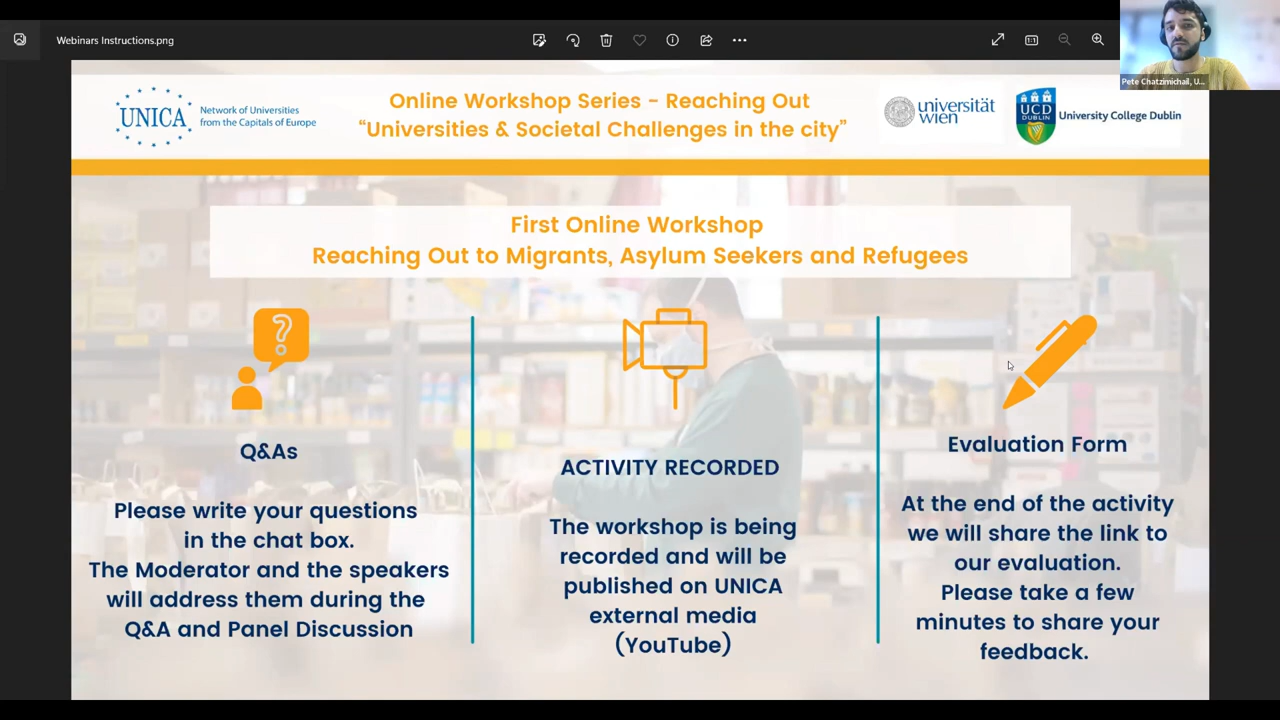 Webinars Instructions.png
Pete Chatzimichail, U...
UNICA
Network of Universities
from the Capitals of Europe
Online Workshop Series - Reaching Out
“Universities & Societal Challenges in the city”
universität
wien
UCD
DUBLIN
University College Dublin
First Online Workshop
Reaching Out to Migrants, Asylum Seekers and Refugees
?
Q&As
Please write your questions
in the chat box.
The Moderator and the speakers
will address them during the
Q&A and Panel Discussion
ACTIVITY RECORDED
The workshop is being
recorded and will be
published on UNICA
external media
(YouTube)
Evaluation Form
At the end of the activity
we will share the link to
our evaluation.
Please take a few
minutes to share your
feedback.